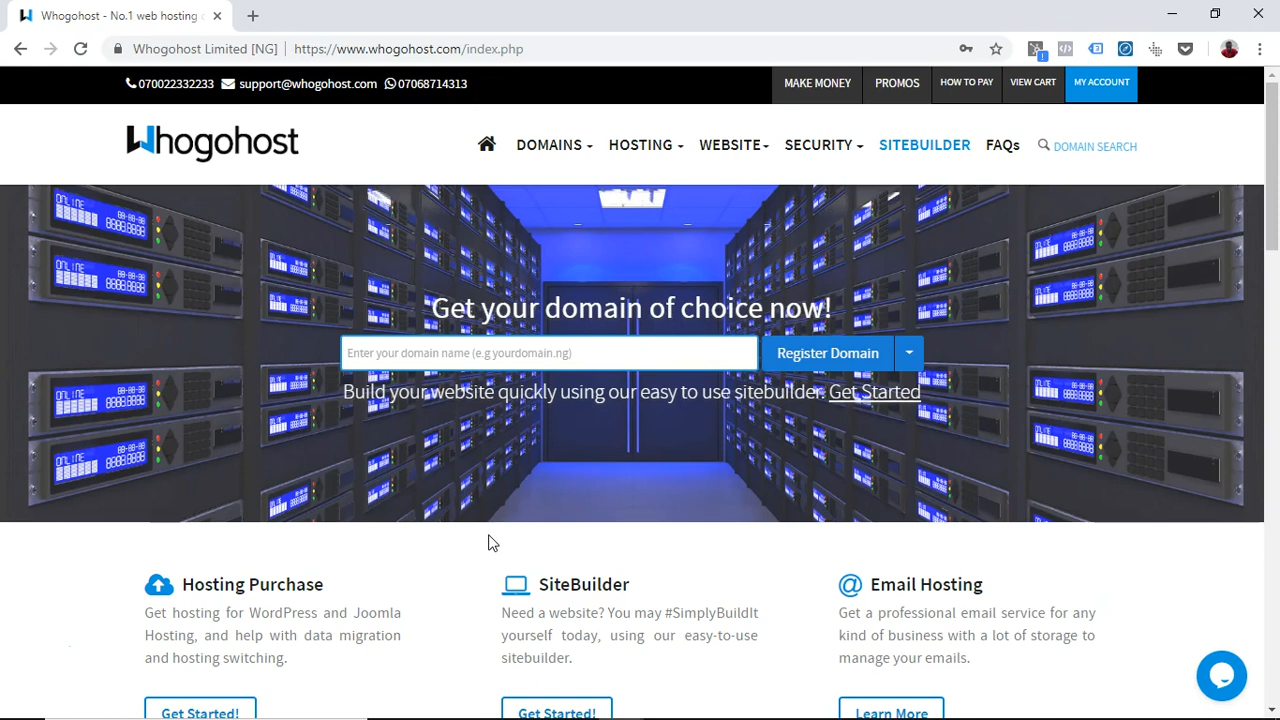 Whogohost - No.1 web hosting c
Whogohost Limited [NG] | https://www.whogohost.com/index.php
070022332233 support@whogohost.com 07068714313
MAKE MONEY PROMOS HOW TO PAY VIEW CART MY ACCOUNT
Whogohost
DOMAINS HOSTING WEBSITE SECURITY SITEBUILDER FAQs DOMAIN SEARCH
Get your domain of choice now!
Enter your domain name (e.g yourdomain.ng) Register Domain
Build your website quickly using our easy to use sitebuilder. Get Started
Hosting Purchase
Get hosting for WordPress and Joomla
Hosting, and help with data migration
and hosting switching.
Get Started!
SiteBuilder
Need a website? You may #SimplyBuildIt
yourself today, using our easy-to-use
sitebuilder.
Get Started!
Email Hosting
Get a professional email service for any
kind of business with a lot of storage to
manage your emails.
Learn More